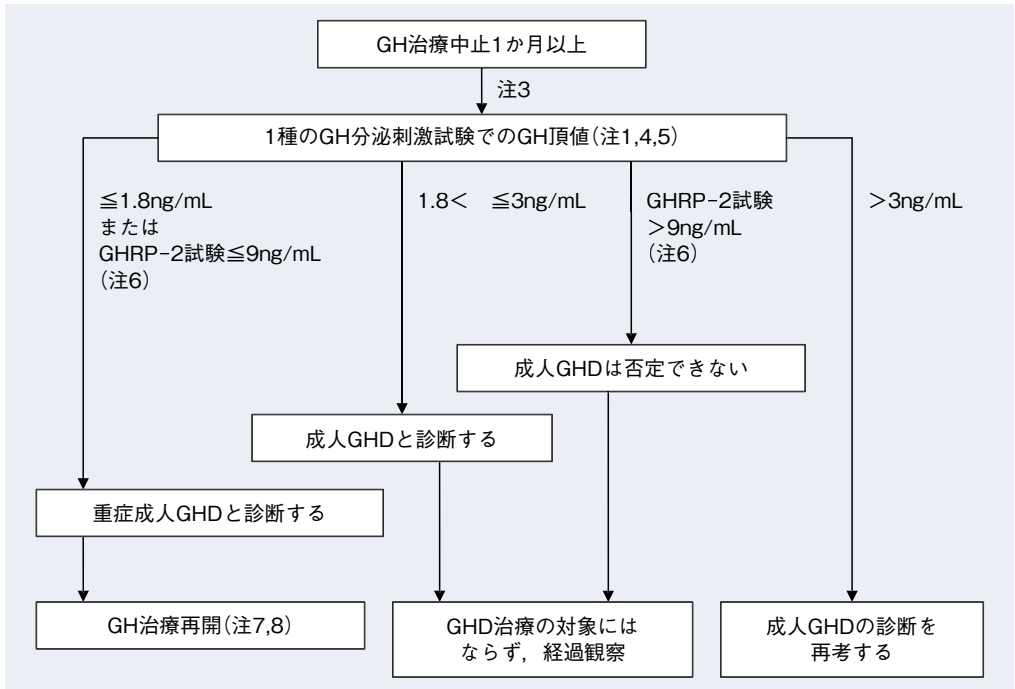 GH治療中止1か月以上
注3
1種のGH分泌刺激試験でのGH頂値(注1,4,5)
≦1.8ng/mL
または
GHRP-2試験≦9ng/mL
(注6)
1.8<　≦3ng/mL
GHRP-2試験
>9ng/mL
(注6)
>3ng/mL
成人GHDは否定できない
成人GHDと診断する
重症成人GHDと診断する
GH治療再開(注7,8)
GHD治療の対象には
ならず，経過観察
成人GHDの診断を
再考する